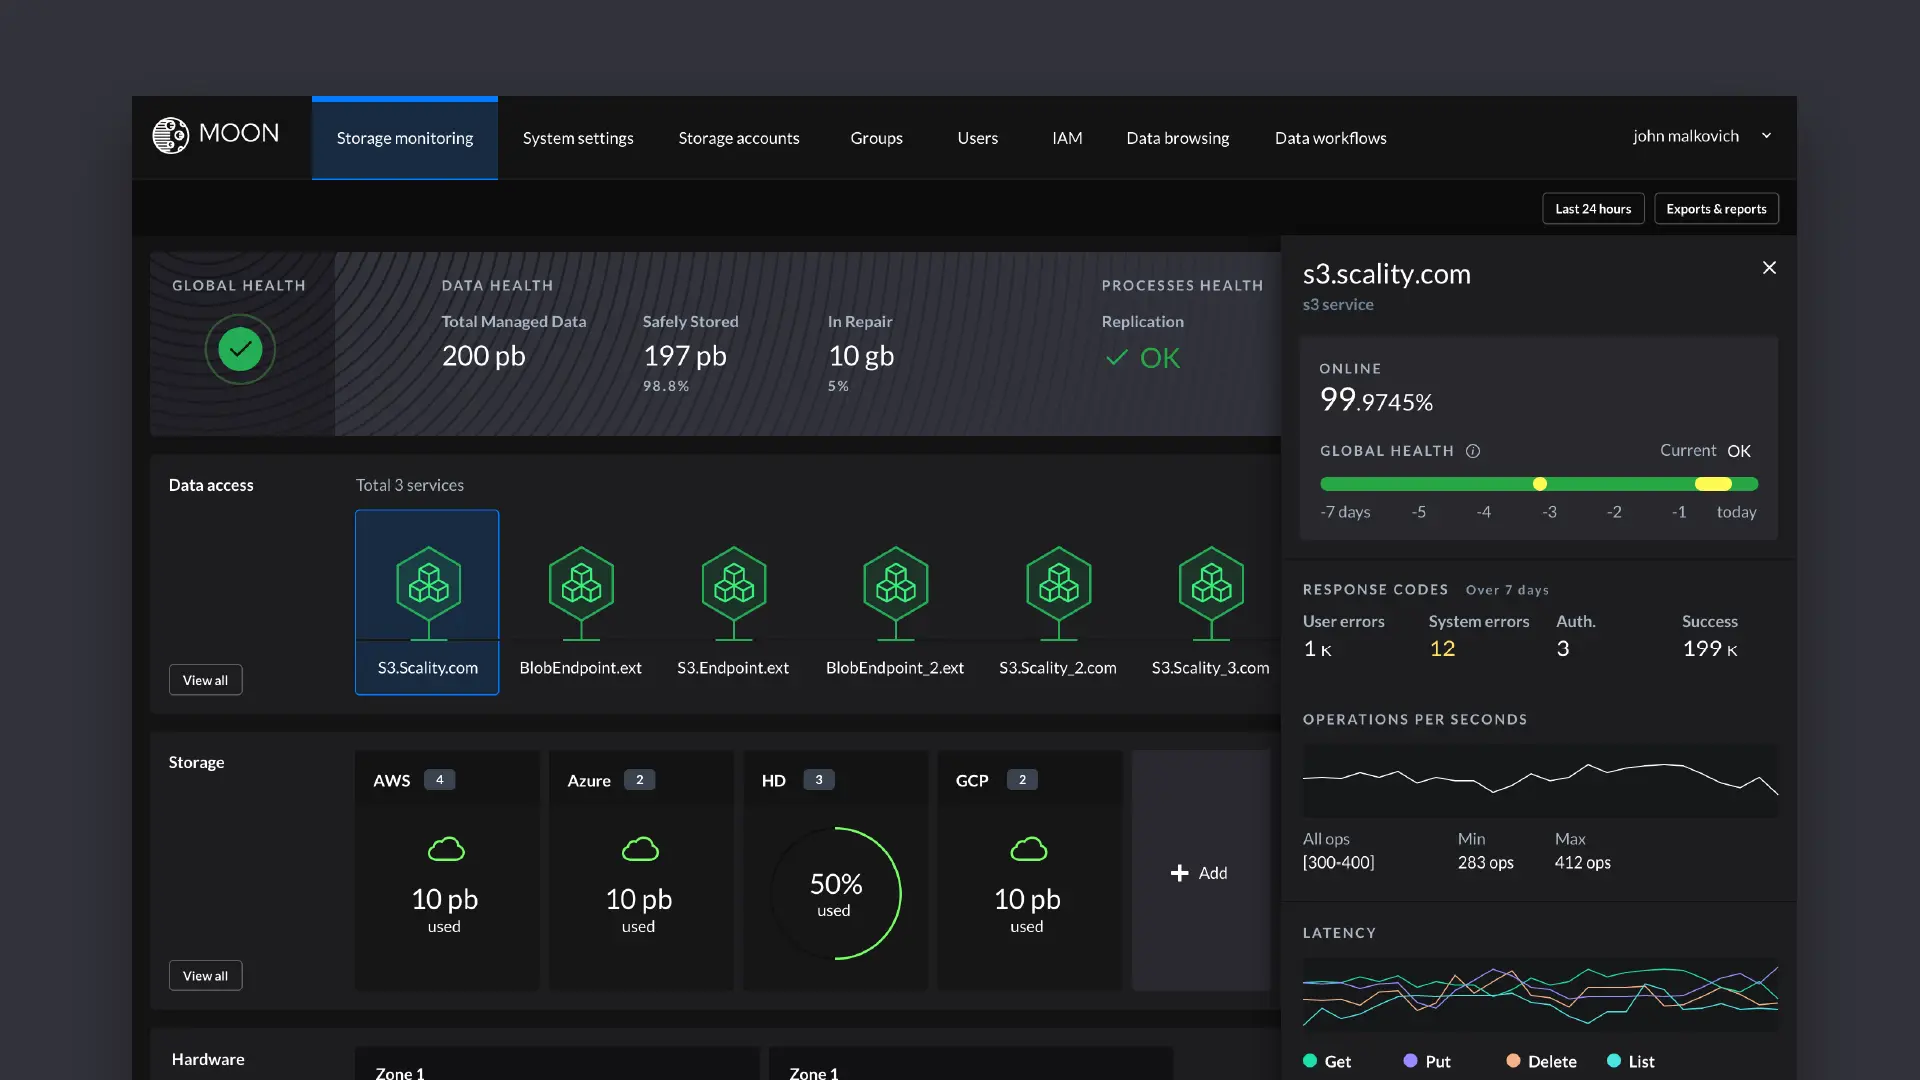 MOON
Storage monitoring
System settings
Storage accounts
Groups
Users
IAM
Data browsing
Data workflows
john malkovich
Last 24 hours
Exports & reports
GLOBAL HEALTH
DATA HEALTH
Total Managed Data
200 pb
Safely Stored
197 pb
98.8%
In Repair
10 gb
5%
PROCESSES HEALTH
Replication
OK
Data access
Total 3 services
S3.Scality.com
BlobEndpoint.ext
S3.Endpoint.ext
BlobEndpoint_2.ext
S3.Scality_2.com
S3.Scality_3.com
View all
Storage
AWS 4
10 pb
used
Azure 2
10 pb
used
HD 3
50%
used
GCP 2
10 pb
used
Add
View all
Hardware
Zone 1
Zone 1
s3.scality.com
s3 service
ONLINE
99.9745%
GLOBAL HEALTH
Current OK
-7 days -5 -4 -3 -2 -1 today
RESPONSE CODES Over 7 days
User errors
1 K
System errors
12
Auth.
3
Success
199 K
OPERATIONS PER SECONDS
All ops
[300-400]
Min
283 ops
Max
412 ops
LATENCY
Get
Put
Delete
List